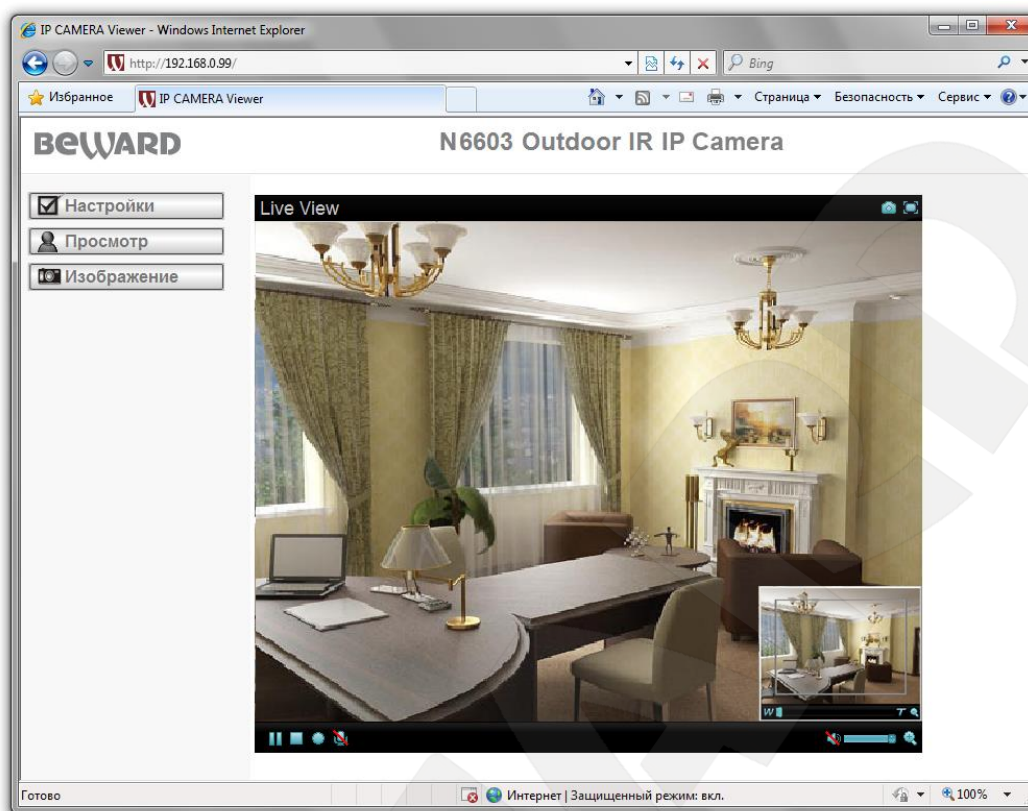 IP CAMERA Viewer - Windows Internet Explorer
http://192.168.0.99/
Bing
Избранное
IP CAMERA Viewer
Страница
Безопасность
Сервис
BEWARD
N6603 Outdoor IR IP Camera
Настройки
Просмотр
Изображение
Live View
W
T
Готово
Интернет | Защищенный режим: вкл.
100%